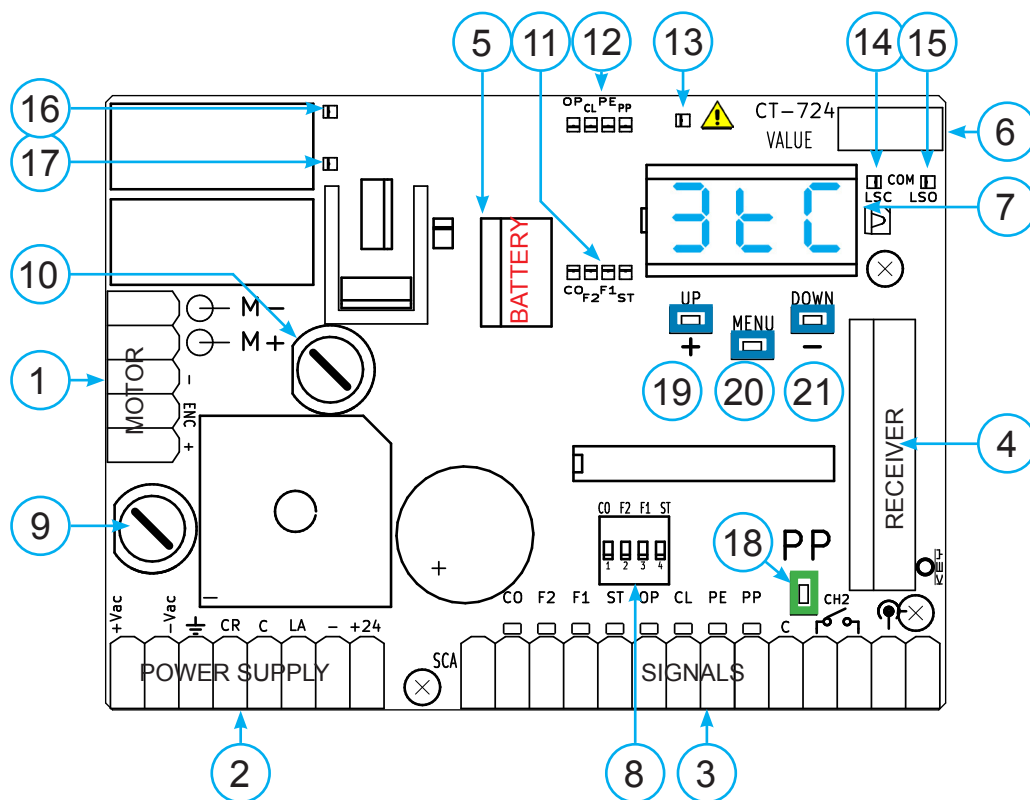 5
11
12
13
14
15
16
OP
CL
PE
PP
CT-724
VALUE
6
17
COM
LSC
LSO
7
BATTERY
3tC
10
CO
F2
F1
ST
UP
DOWN
MENU
M -
M +
+
-
1
MOTOR
-
ENC
+
19
20
21
RECEIVER
4
9
CO F2 F1 ST
1 2 3 4
18
PP
KEY
+
-
+Vac
-Vac
CR
C
LA
-
+24
CO
F2
F1
ST
OP
CL
PE
PP
C
CH2
POWER SUPPLY
SCA
SIGNALS
2
8
3